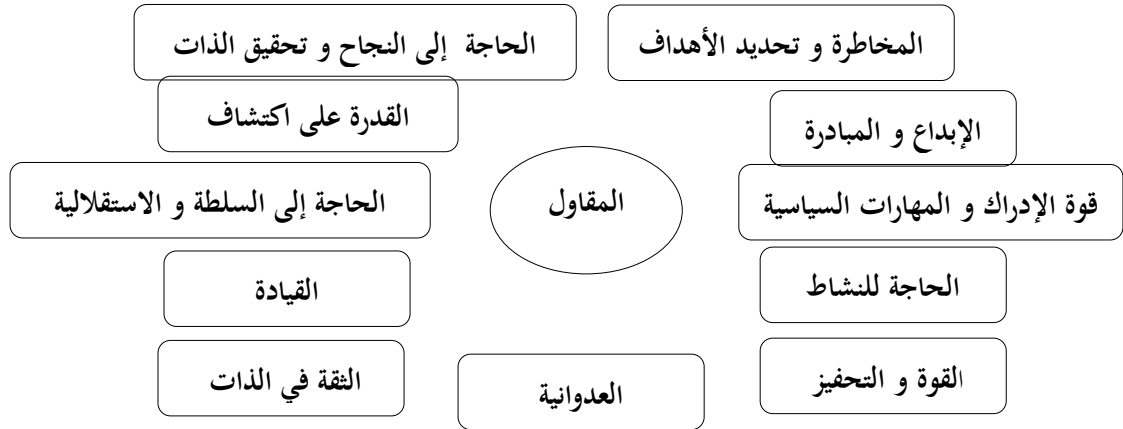 المخاطرة و تحديد الأهداف
الحاجة إلى النجاح و تحقيق الذات
الإبداع و المبادرة
القدرة على اكتشاف
قوة الإدراك و المهارات السياسية
المقاول
الحاجة إلى السلطة و الاستقلالية
الحاجة للنشاط
القيادة
القوة و التحفيز
العدوانية
الثقة في الذات